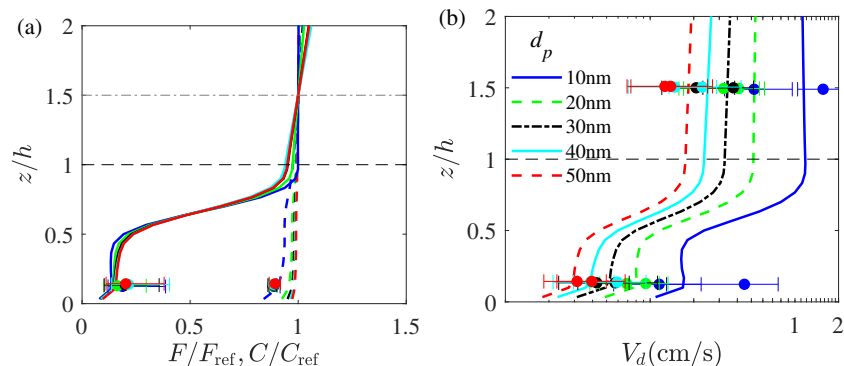 (a)
2
1.5
1
0.5
0
z/h
0
0.5
1
1.5
F/F_ref, C/C_ref
(b)
2
1.5
1
0.5
0
z/h
d_p
10nm
20nm
30nm
40nm
50nm
1
2
V_d(cm/s)